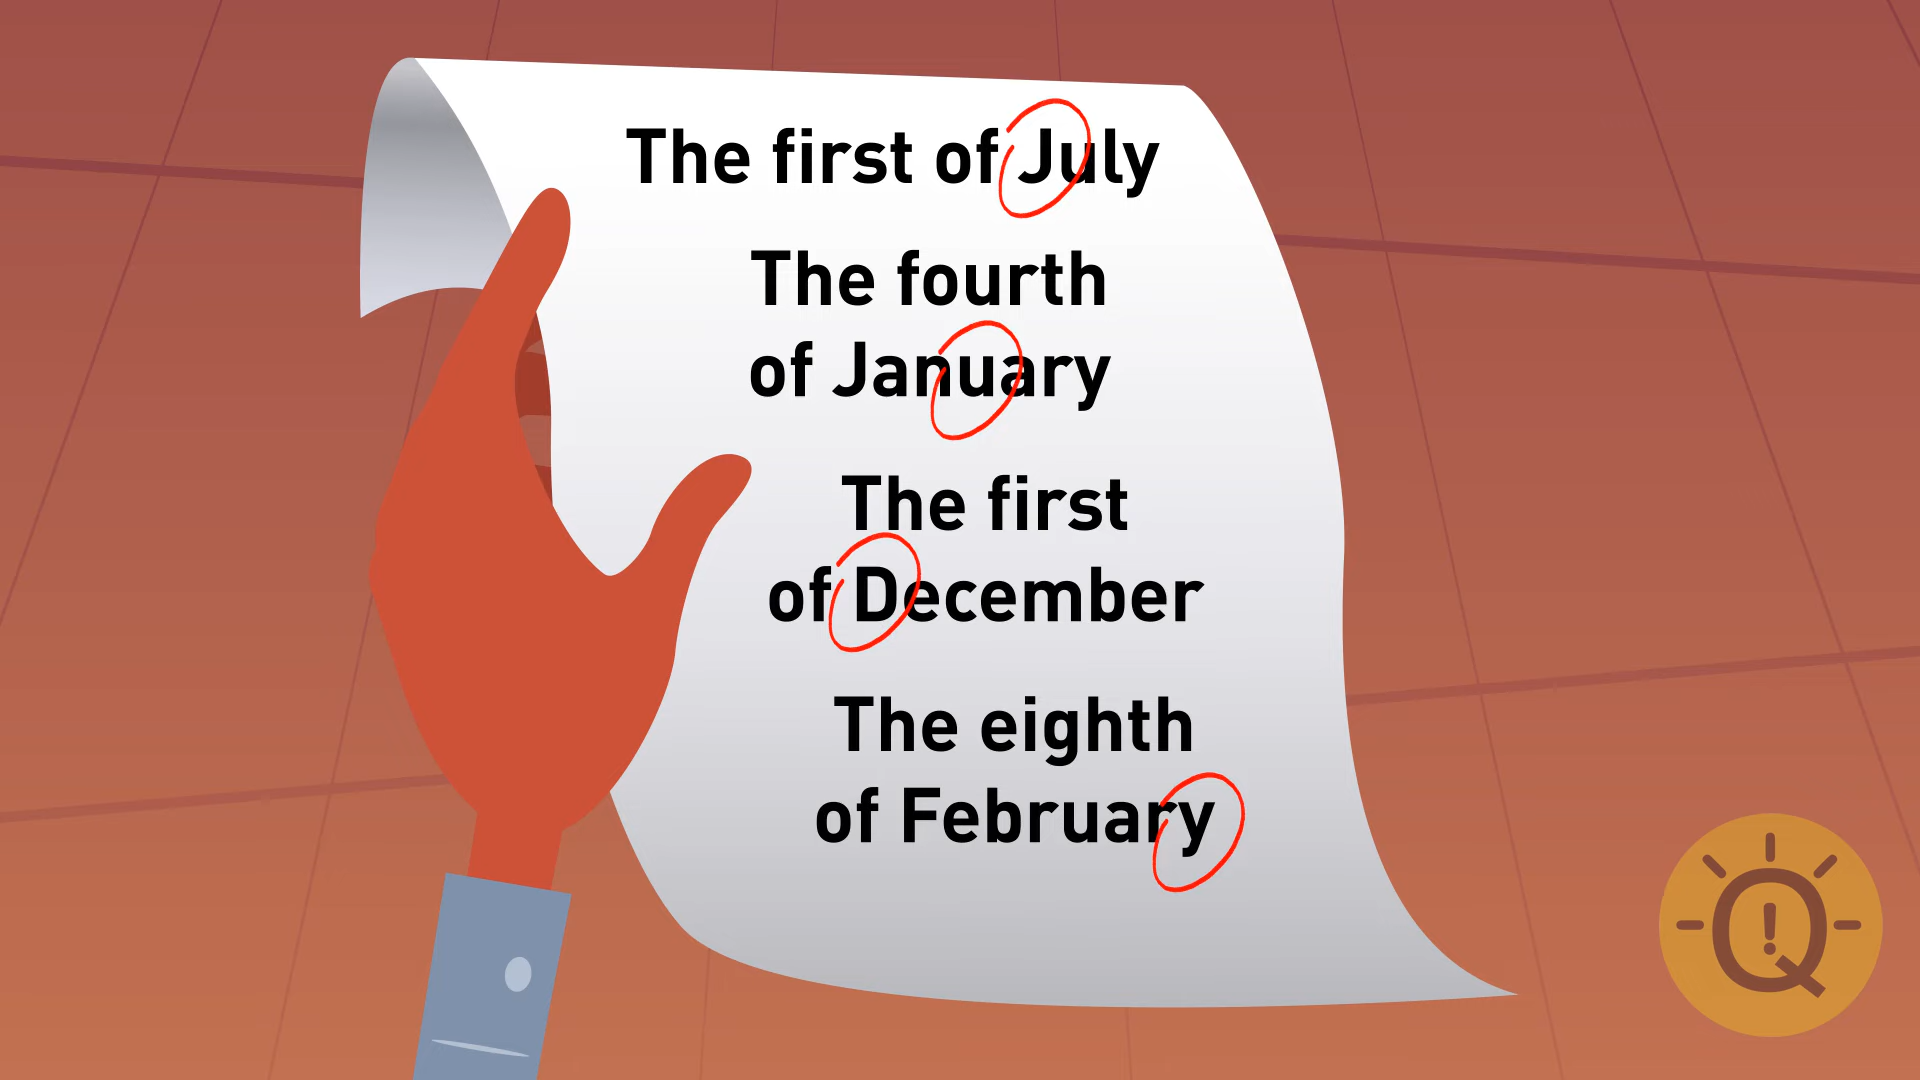 The first of July
The fourth
of January
The first
of December
The eighth
of February
Q!